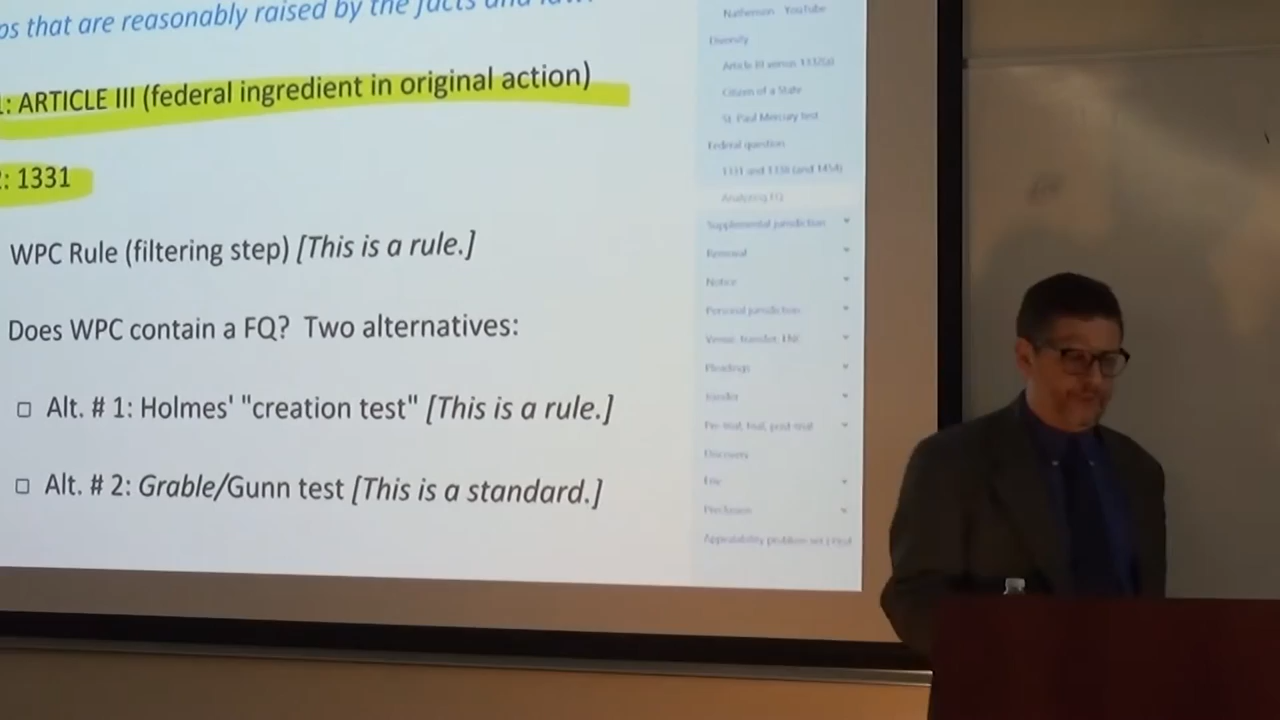 ps that are reasonably raised by the facts and law.
: ARTICLE III (federal ingredient in original action)
: 1331
WPC Rule (filtering step) [This is a rule.]
Does WPC contain a FQ? Two alternatives:
Alt. # 1: Holmes' "creation test" [This is a rule.]
Alt. # 2: Grable/Gunn test [This is a standard.]
Nathenson YouTube
Diversity
Article III versus 1332(a)
Citizen of a State
St. Paul Mercury test
Federal question
1331 and 1338 (and 1454)
Analyzing FQ
Supplemental jurisdiction
Removal
Notice
Personal jurisdiction
Venue, transfer, FNC
Pleadings
Joinder
Pre-trial, trial, post-trial
Discovery
Erie
Preclusion
Appealability problem set